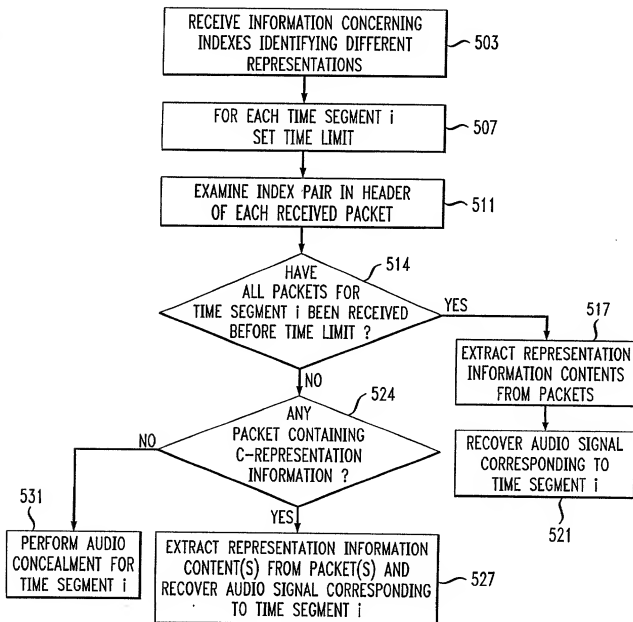 RECEIVE INFORMATION CONCERNING
INDEXES IDENTIFYING DIFFERENT
REPRESENTATIONS
503
FOR EACH TIME SEGMENT i
SET TIME LIMIT
507
EXAMINE INDEX PAIR IN HEADER
OF EACH RECEIVED PACKET
511
HAVE
ALL PACKETS FOR
TIME SEGMENT i BEEN RECEIVED
BEFORE TIME LIMIT ?
514
YES
517
EXTRACT REPRESENTATION
INFORMATION CONTENTS
FROM PACKETS
NO
524
ANY
PACKET CONTAINING
C-REPRESENTATION
INFORMATION ?
NO
RECOVER AUDIO SIGNAL
CORRESPONDING TO
TIME SEGMENT i
521
531
PERFORM AUDIO
CONCEALMENT FOR
TIME SEGMENT i
YES
EXTRACT REPRESENTATION INFORMATION
CONTENT(S) FROM PACKET(S) AND
RECOVER AUDIO SIGNAL CORRESPONDING
TO TIME SEGMENT i
527